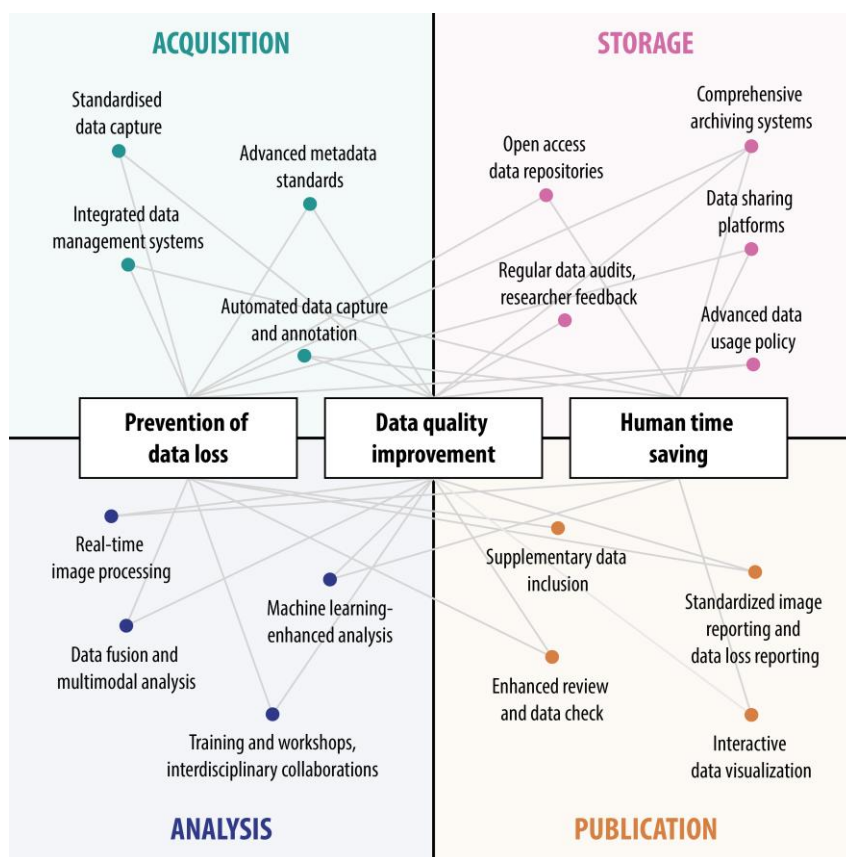 ACQUISITION
Standardised
data capture
Advanced metadata
standards
Integrated data
management systems
Automated data capture
and annotation
STORAGE
Comprehensive
archiving systems
Open access
data repositories
Data sharing
platforms
Regular data audits,
researcher feedback
Advanced data
usage policy
Prevention of
data loss
Data quality
improvement
Human time
saving
Real-time
image processing
Machine learning-
enhanced analysis
Data fusion and
multimodal analysis
Training and workshops,
interdisciplinary collaborations
ANALYSIS
Supplementary data
inclusion
Standardized image
reporting and
data loss reporting
Enhanced review
and data check
Interactive
data visualization
PUBLICATION